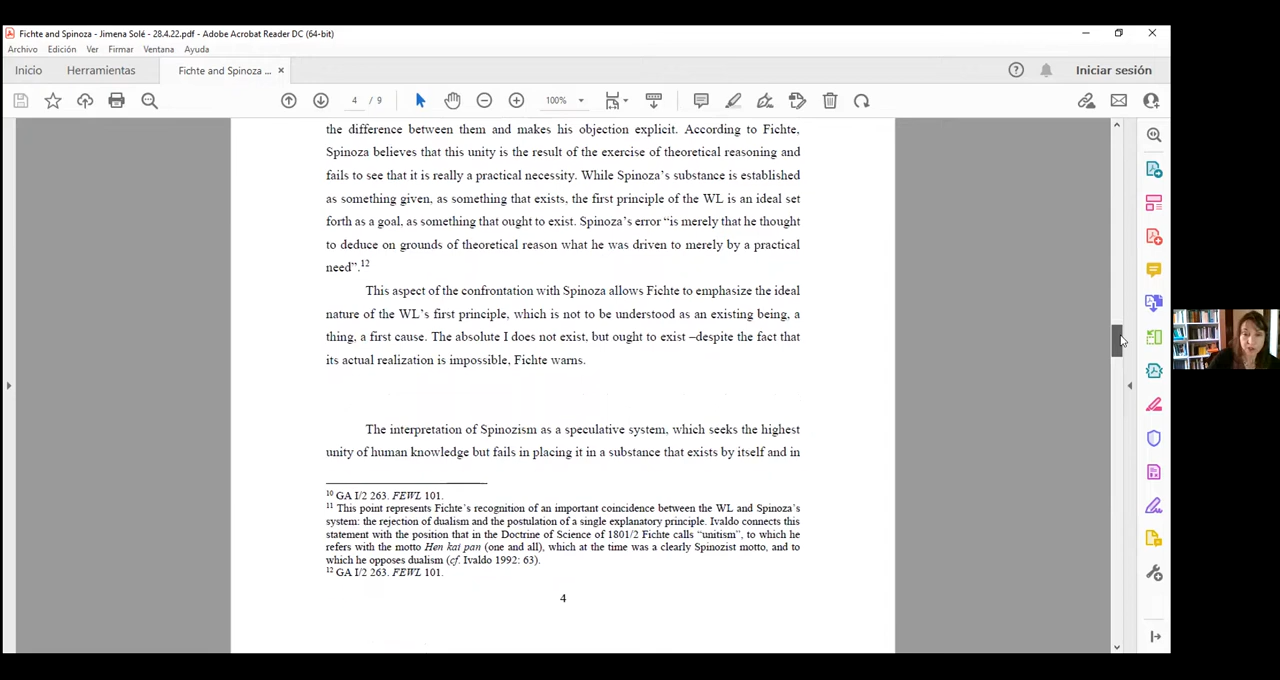 Fichte and Spinoza - Jimena Solé - 28.4.22.pdf - Adobe Acrobat Reader DC (64-bit)
Archivo Edición Ver Firmar Ventana Ayuda
Inicio Herramientas Fichte and Spinoza ... × Iniciar sesión
4 / 9 100%
the difference between them and makes his objection explicit. According to Fichte,
Spinoza believes that this unity is the result of the exercise of theoretical reasoning and
fails to see that it is really a practical necessity. While Spinoza's substance is established
as something given, as something that exists, the first principle of the WL is an ideal set
forth as a goal, as something that ought to exist. Spinoza's error “is merely that he thought
to deduce on grounds of theoretical reason what he was driven to merely by a practical
need”.12
This aspect of the confrontation with Spinoza allows Fichte to emphasize the ideal
nature of the WL's first principle, which is not to be understood as an existing being, a
thing, a first cause. The absolute I does not exist, but ought to exist –despite the fact that
its actual realization is impossible, Fichte warns.
The interpretation of Spinozism as a speculative system, which seeks the highest
unity of human knowledge but fails in placing it in a substance that exists by itself and in
10 GA I/2 263. FEWL 101.
11 This point represents Fichte's recognition of an important coincidence between the WL and Spinoza's
system: the rejection of dualism and the postulation of a single explanatory principle. Ivaldo connects this
statement with the position that in the Doctrine of Science of 1801/2 Fichte calls “unitism”, to which he
refers with the motto Hen kai pan (one and all), which at the time was a clearly Spinozist motto, and to
which he opposes dualism (cf. Ivaldo 1992: 63).
12 GA I/2 263. FEWL 101.
4